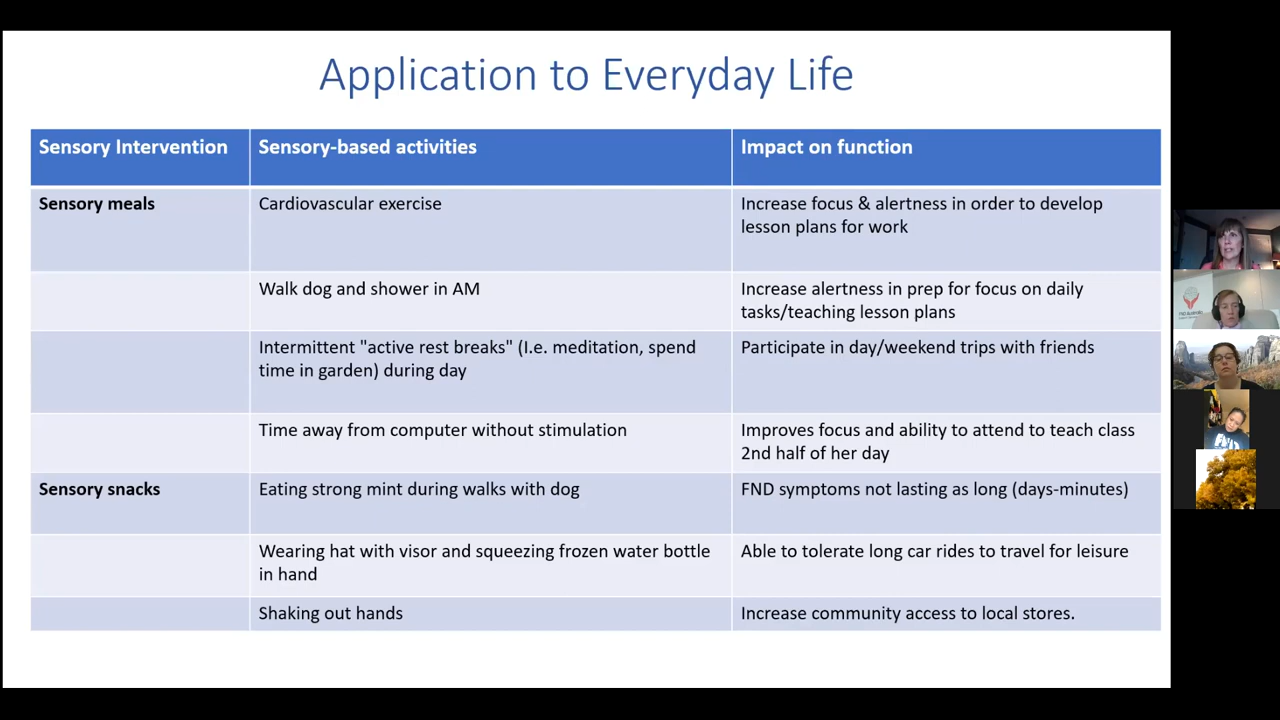 Application to Everyday Life
Sensory Intervention
Sensory-based activities
Impact on function
Sensory meals
Cardiovascular exercise
Increase focus & alertness in order to develop
lesson plans for work
Walk dog and shower in AM
Increase alertness in prep for focus on daily
tasks/teaching lesson plans
Intermittent "active rest breaks" (I.e. meditation, spend
time in garden) during day
Participate in day/weekend trips with friends
Time away from computer without stimulation
Improves focus and ability to attend to teach class
2nd half of her day
Sensory snacks
Eating strong mint during walks with dog
FND symptoms not lasting as long (days-minutes)
Wearing hat with visor and squeezing frozen water bottle
in hand
Able to tolerate long car rides to travel for leisure
Shaking out hands
Increase community access to local stores.